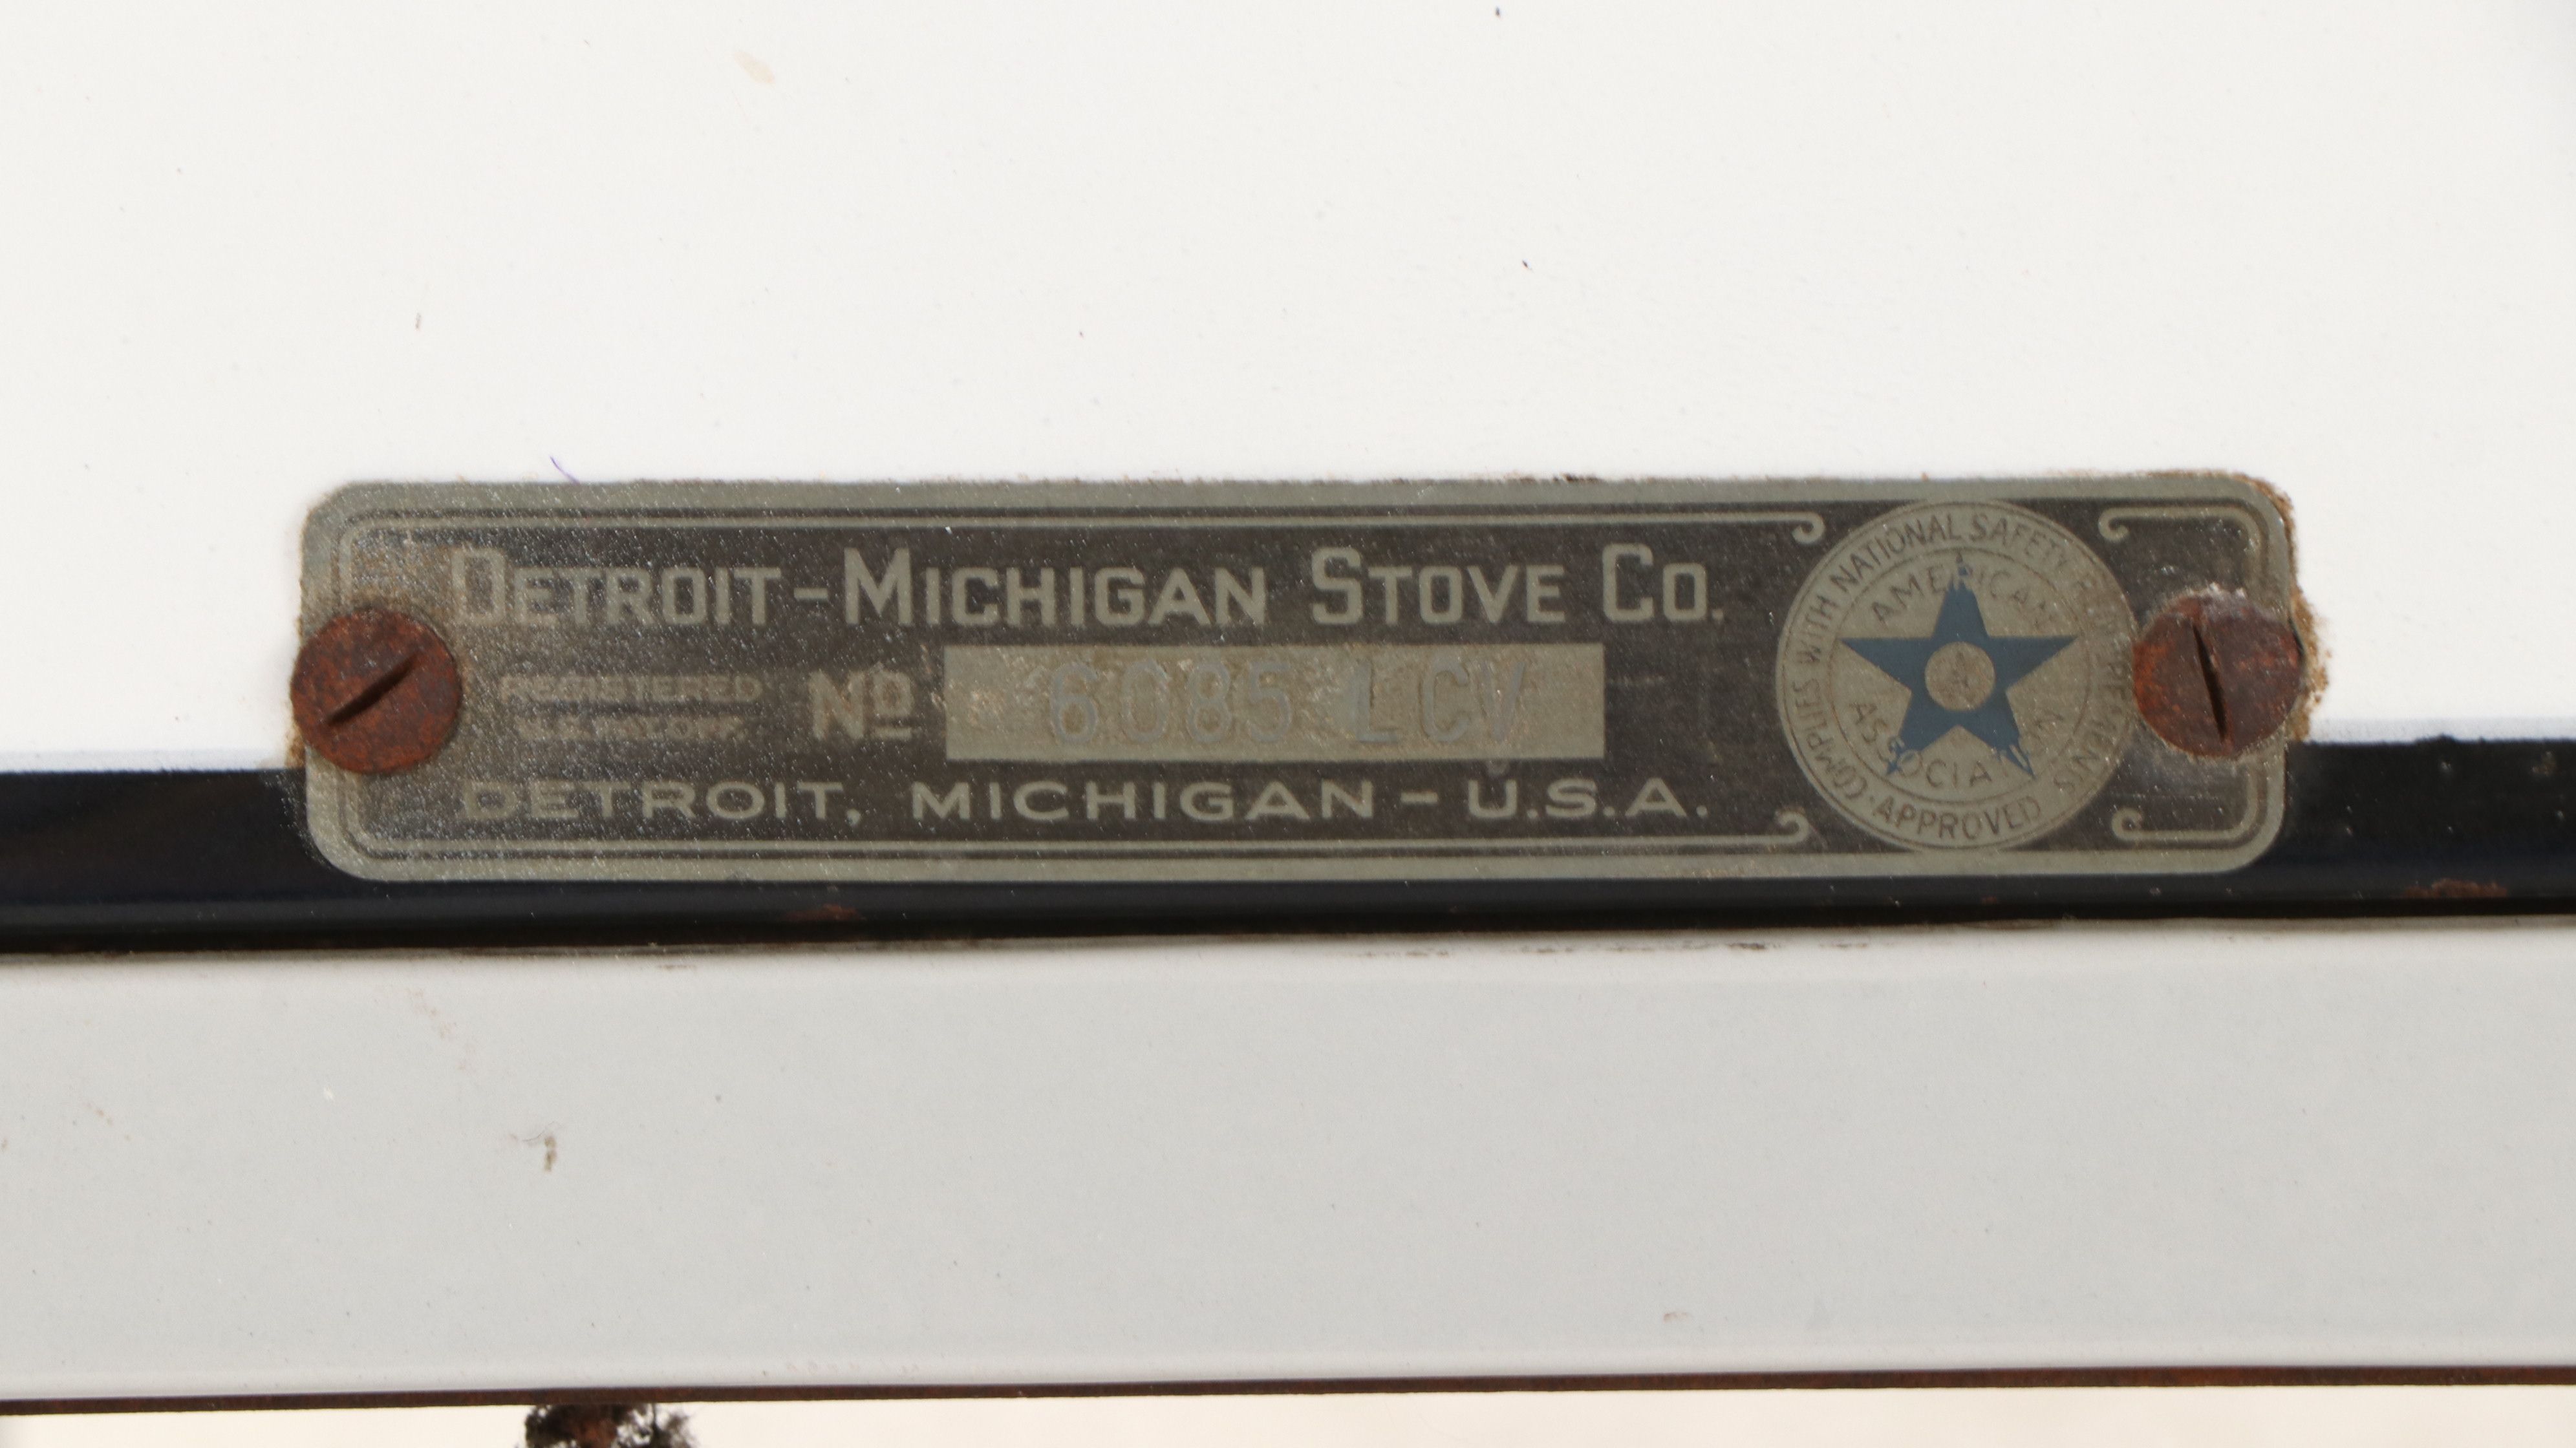 DETROIT-MICHIGAN STOVE CO.
REGISTERED
U.S. PAT. OFF.
No 6085 LCV
DETROIT, MICHIGAN - U.S.A.
COMPLIES WITH NATIONAL SAFETY REQUIREMENTS
· APPROVED ·
AMERICAN
ASSOCIATION